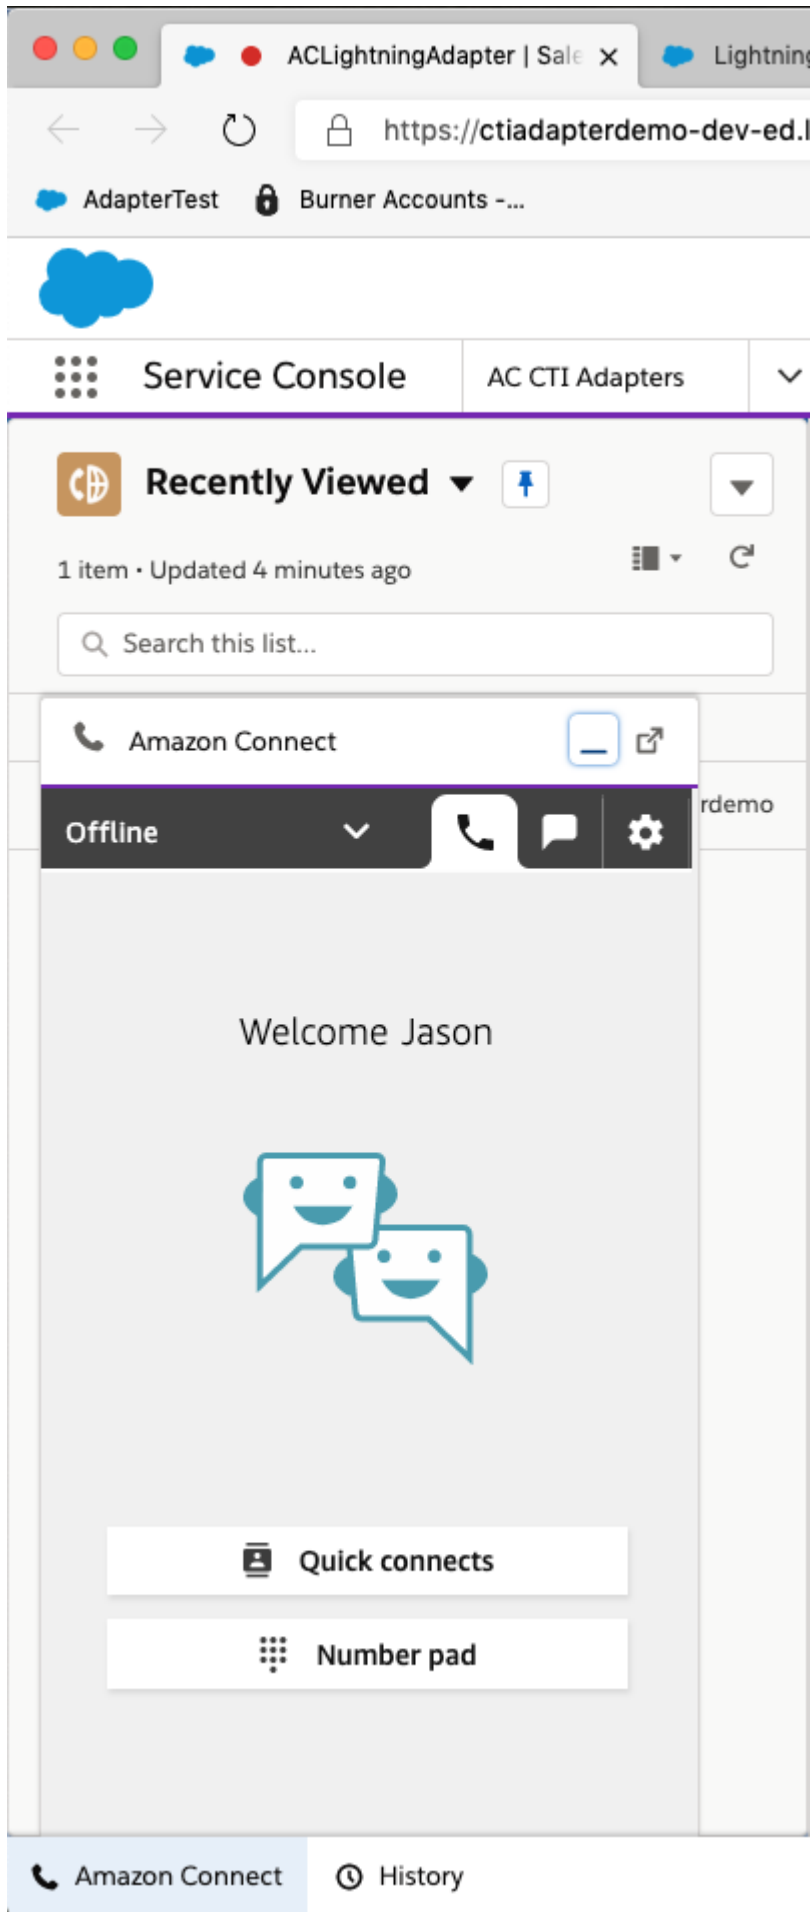 ACLightningAdapter | Sale
Lightning
https://ctiadapterdemo-dev-ed.l
AdapterTest
Burner Accounts -...
Service Console
AC CTI Adapters
Recently Viewed
1 item • Updated 4 minutes ago
Search this list...
Amazon Connect
rdemo
Offline
Welcome Jason
Quick connects
Number pad
Amazon Connect
History